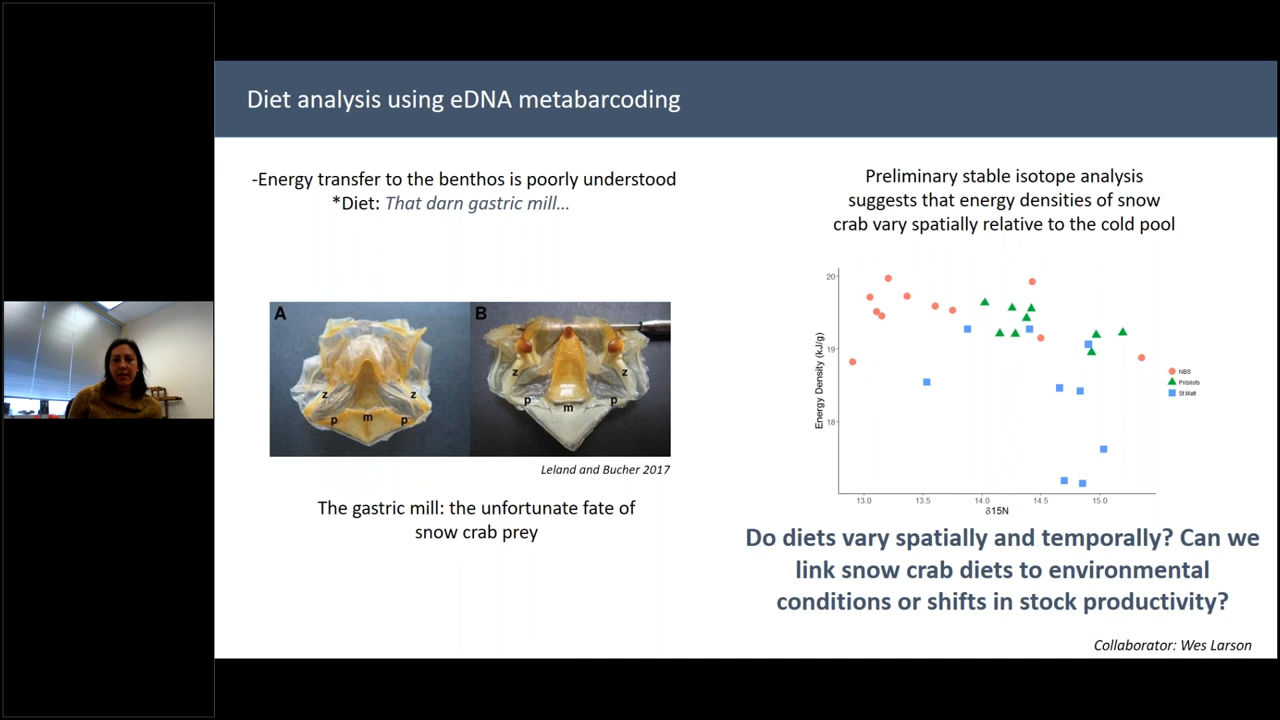 Diet analysis using eDNA metabarcoding
-Energy transfer to the benthos is poorly understood
*Diet: That darn gastric mill...
A
B
z
z
p
m
p
z
z
p
m
p
Leland and Bucher 2017
The gastric mill: the unfortunate fate of
snow crab prey
Preliminary stable isotope analysis
suggests that energy densities of snow
crab vary spatially relative to the cold pool
20
19
18
Energy Density (kJ/g)
13.0 13.5 14.0 14.5 15.0
δ15N
NBS
Pribilofs
St Matt
Do diets vary spatially and temporally? Can we
link snow crab diets to environmental
conditions or shifts in stock productivity?
Collaborator: Wes Larson